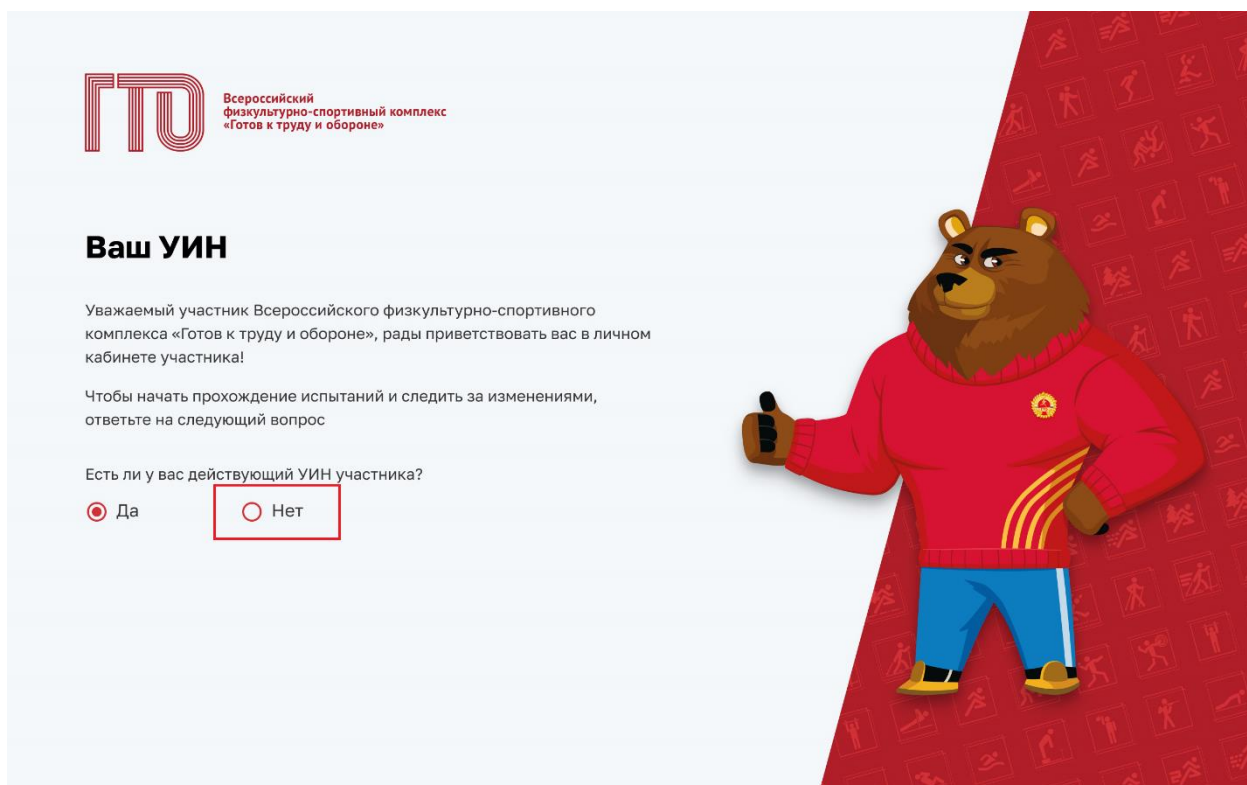 ГТО
Всероссийский
физкультурно-спортивный комплекс
«Готов к труду и обороне»
Ваш УИН
Уважаемый участник Всероссийского физкультурно-спортивного
комплекса «Готов к труду и обороне», рады приветствовать вас в личном
кабинете участника!
Чтобы начать прохождение испытаний и следить за изменениями,
ответьте на следующий вопрос
Есть ли у вас действующий УИН участника?
Да Нет